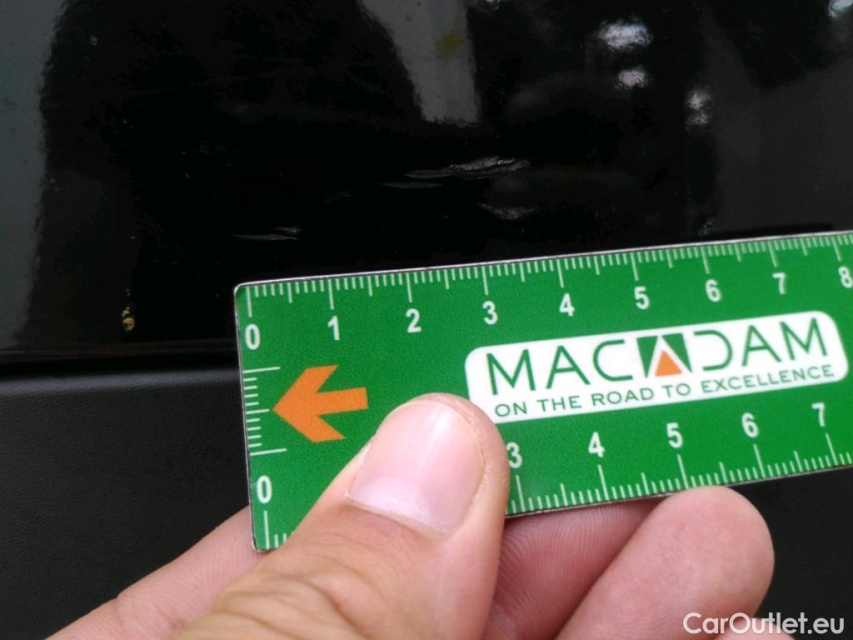 0 1 2 3 4 5 6 7 8
MACADAM
ON THE ROAD TO EXCELLENCE
0 3 4 5 6 7
CarOutlet.eu